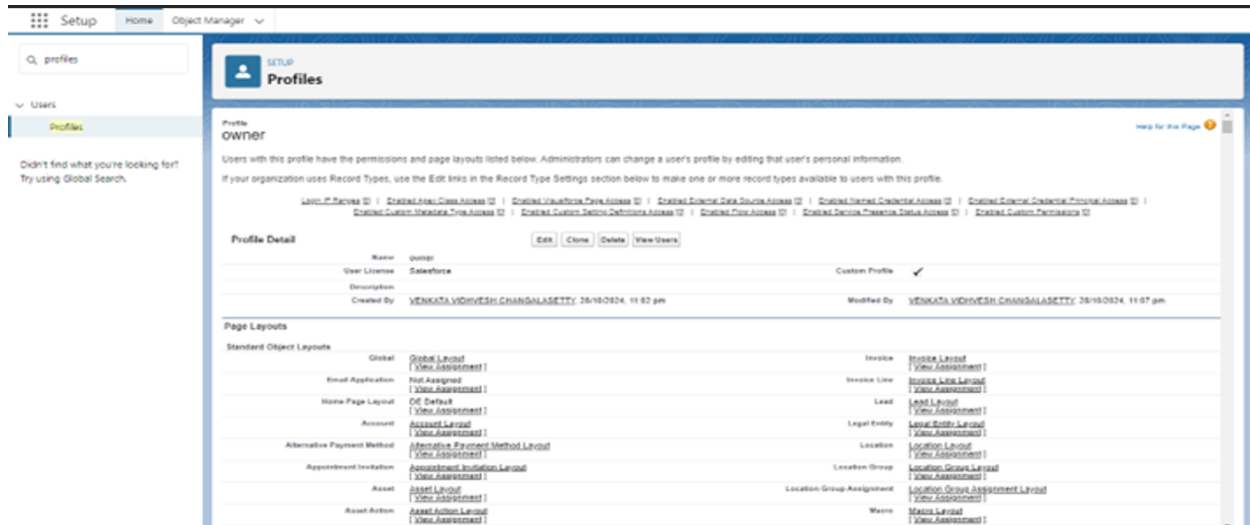 Setup Home Object Manager
profiles
Users
Profiles
Didn't find what you're looking for?
Try using Global Search.
SETUP
Profiles
Profile
owner
Help for this Page
Users with this profile have the permissions and page layouts listed below. Administrators can change a user's profile by editing that user's personal information.
If your organization uses Record Types, use the Edit links in the Record Type Settings section below to make one or more record types available to users with this profile.
Login IP Ranges | Enabled Apex Class Access | Enabled Visualforce Page Access | Enabled External Data Source Access | Enabled Named Credential Access | Enabled External Credential Principal Access |
Enabled Custom Metadata Type Access | Enabled Custom Setting Definitions Access | Enabled Flow Access | Enabled Service Presence Status Access | Enabled Custom Permissions
Profile Detail Edit Clone Delete View Users
Name owner
User License Salesforce Custom Profile ✓
Description
Created By VENKATA VIDHVESH CHANGALASETTY, 28/10/2024, 11:02 pm Modified By VENKATA VIDHVESH CHANGALASETTY, 28/10/2024, 11:07 pm
Page Layouts
Standard Object Layouts
Global Global Layout Invoice Invoice Layout
[ View Assignment ] [ View Assignment ]
Email Application Not Assigned Invoice Line Invoice Line Layout
[ View Assignment ] [ View Assignment ]
Home Page Layout DE Default Lead Lead Layout
[ View Assignment ] [ View Assignment ]
Account Account Layout Legal Entity Legal Entity Layout
[ View Assignment ] [ View Assignment ]
Alternative Payment Method Alternative Payment Method Layout Location Location Layout
[ View Assignment ] [ View Assignment ]
Appointment Invitation Appointment Invitation Layout Location Group Location Group Layout
[ View Assignment ] [ View Assignment ]
Asset Asset Layout Location Group Assignment Location Group Assignment Layout
[ View Assignment ] [ View Assignment ]
Asset Action Asset Action Layout Macro Macro Layout
[ View Assignment ] [ View Assignment ]